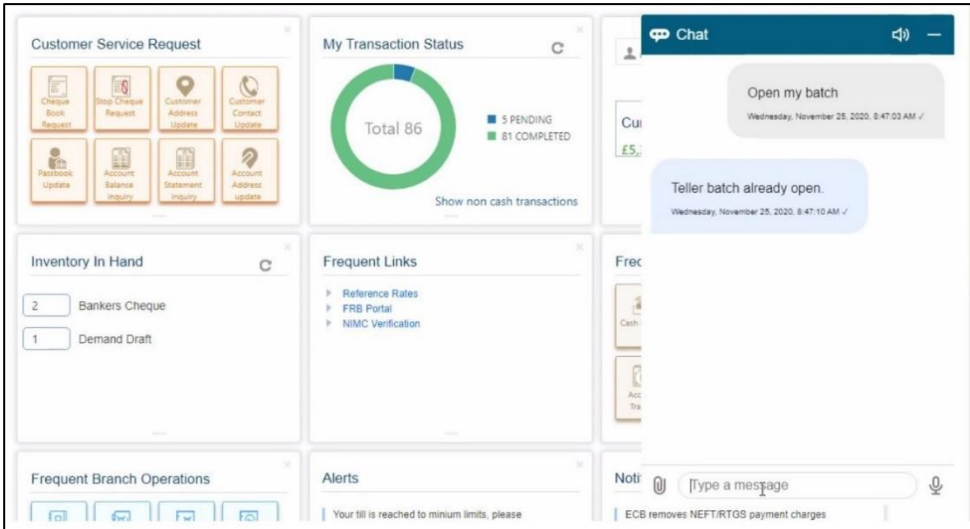 Customer Service Request
Cheque
Book
Request
Stop Cheque
Request
Customer
Address
Update
Customer
Contact
Update
Passbook
Update
Account
Balance
inquiry
Account
Statement
inquiry
Account
Address
update
My Transaction Status
Total 86
5 PENDING
81 COMPLETED
Show non cash transactions
Cu
£5,
Chat
Open my batch
Wednesday, November 25, 2020, 8:47:03 AM ✓
Teller batch already open.
Wednesday, November 25, 2020, 8:47:10 AM ✓
Type a message
Inventory In Hand
2 Bankers Cheque
1 Demand Draft
Frequent Links
Reference Rates
FRB Portal
NIMC Verification
Frec
Cash
Acc
Tra
Frequent Branch Operations
Alerts
Your till is reached to minium limits, please
Noti
ECB removes NEFT/RTGS payment charges